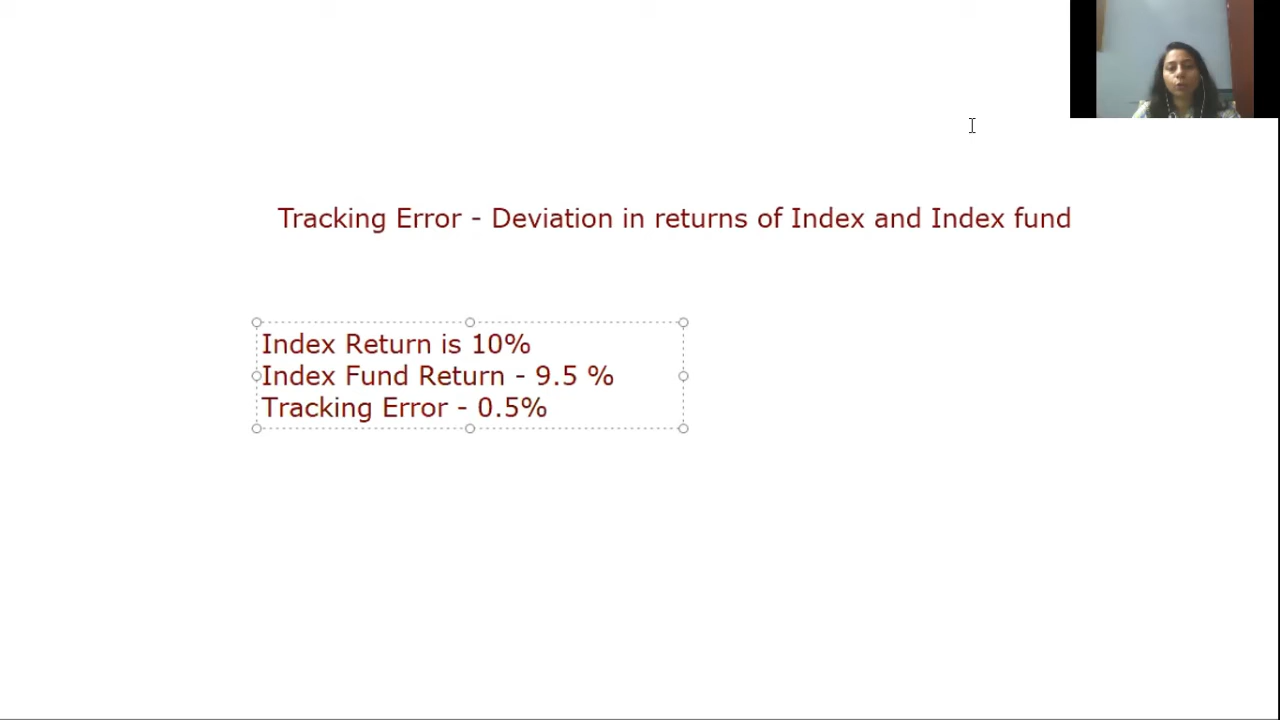 Tracking Error - Deviation in returns of Index and Index fund
Index Return is 10%
Index Fund Return - 9.5 %
Tracking Error - 0.5%